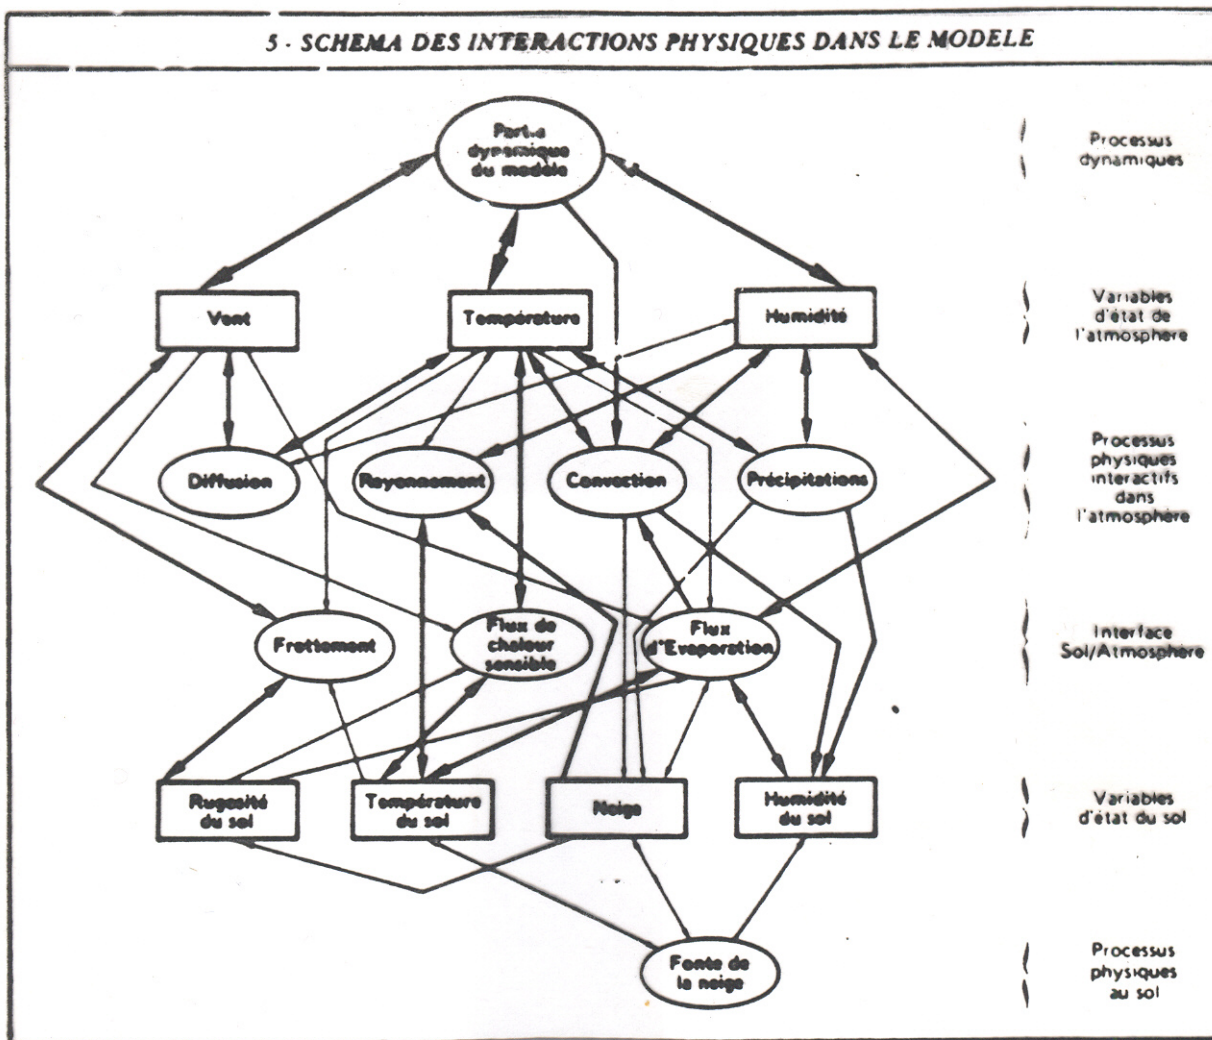 5 - SCHEMA DES INTERACTIONS PHYSIQUES DANS LE MODELE
Partie
dynamique
du modèle
Processus
dynamiques
Vent
Température
Humidité
Variables
d'état de
l'atmosphère
Diffusion
Rayonnement
Convection
Précipitations
Processus
physiques
interactifs
dans
l'atmosphère
Frottement
Flux de
chaleur
sensible
Flux
d'Evaporation
Interface
Sol/Atmosphère
Rugosité
du sol
Température
du sol
Neige
Humidité
du sol
Variables
d'état du sol
Fonte de
la neige
Processus
physiques
au sol